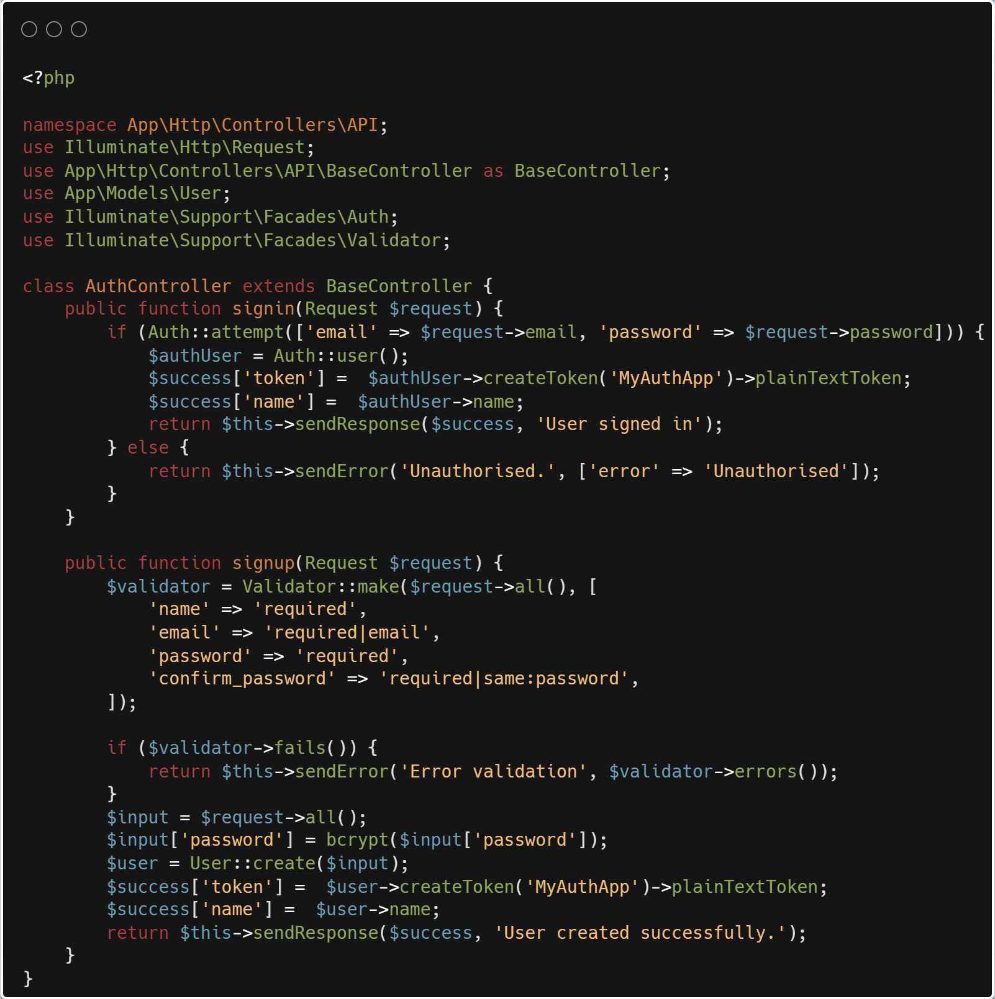 <?php

namespace App\Http\Controllers\API;
use Illuminate\Http\Request;
use App\Http\Controllers\API\BaseController as BaseController;
use App\Models\User;
use Illuminate\Support\Facades\Auth;
use Illuminate\Support\Facades\Validator;

class AuthController extends BaseController {
    public function signin(Request $request) {
        if (Auth::attempt(['email' => $request->email, 'password' => $request->password])) {
            $authUser = Auth::user();
            $success['token'] =  $authUser->createToken('MyAuthApp')->plainTextToken;
            $success['name'] =  $authUser->name;
            return $this->sendResponse($success, 'User signed in');
        } else {
            return $this->sendError('Unauthorised.', ['error' => 'Unauthorised']);
        }
    }

    public function signup(Request $request) {
        $validator = Validator::make($request->all(), [
            'name' => 'required',
            'email' => 'required|email',
            'password' => 'required',
            'confirm_password' => 'required|same:password',
        ]);

        if ($validator->fails()) {
            return $this->sendError('Error validation', $validator->errors());
        }
        $input = $request->all();
        $input['password'] = bcrypt($input['password']);
        $user = User::create($input);
        $success['token'] =  $user->createToken('MyAuthApp')->plainTextToken;
        $success['name'] =  $user->name;
        return $this->sendResponse($success, 'User created successfully.');
    }
}